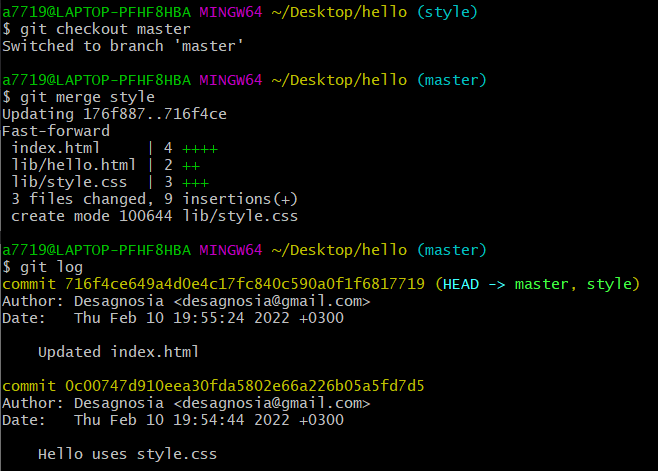 a7719@LAPTOP-PFHF8HBA MINGW64 ~/Desktop/hello (style)
$ git checkout master
Switched to branch 'master'

a7719@LAPTOP-PFHF8HBA MINGW64 ~/Desktop/hello (master)
$ git merge style
Updating 176f887..716f4ce
Fast-forward
 index.html     | 4 ++++
 lib/hello.html | 2 ++
 lib/style.css  | 3 +++
 3 files changed, 9 insertions(+)
 create mode 100644 lib/style.css

a7719@LAPTOP-PFHF8HBA MINGW64 ~/Desktop/hello (master)
$ git log
commit 716f4ce649a4d0e4c17fc840c590a0f1f6817719 (HEAD -> master, style)
Author: Desagnosia <desagnosia@gmail.com>
Date:   Thu Feb 10 19:55:24 2022 +0300

    Updated index.html

commit 0c00747d910eea30fda5802e66a226b05a5fd7d5
Author: Desagnosia <desagnosia@gmail.com>
Date:   Thu Feb 10 19:54:44 2022 +0300

    Hello uses style.css